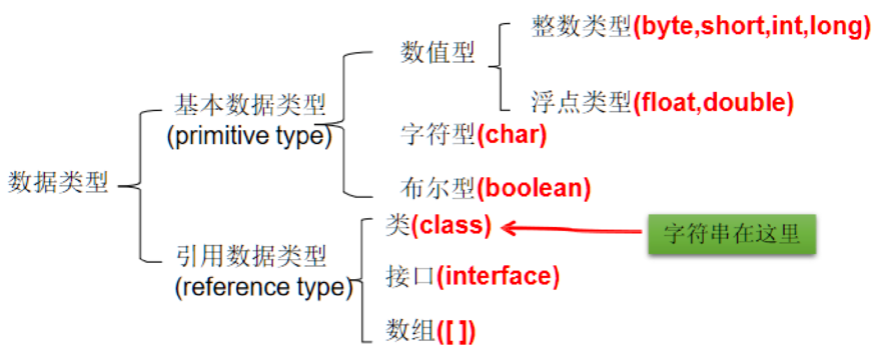 整数类型(byte,short,int,long)
数值型
浮点类型(float,double)
基本数据类型
(primitive type)
字符型(char)
布尔型(boolean)
数据类型
类(class)
字符串在这里
引用数据类型
(reference type)
接口(interface)
数组([ ])